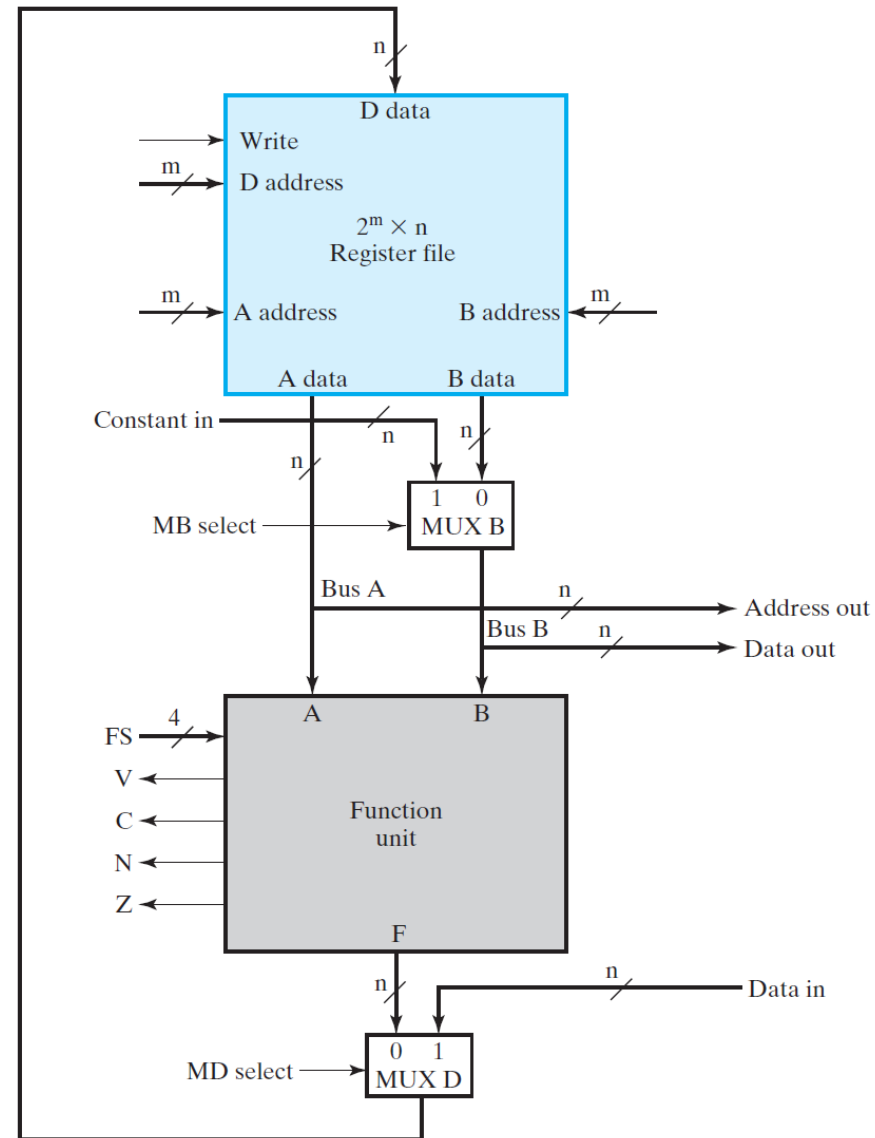 n
D data
Write
m
D address
2ᵐ × n
Register file
m
m
A address
B address
A data
B data
Constant in
n
n
n
1 0
MB select
MUX B
Bus A
n
Address out
Bus B
n
Data out
A
B
4
FS
V
Function
C
unit
N
Z
F
n
n
Data in
0 1
MD select
MUX D